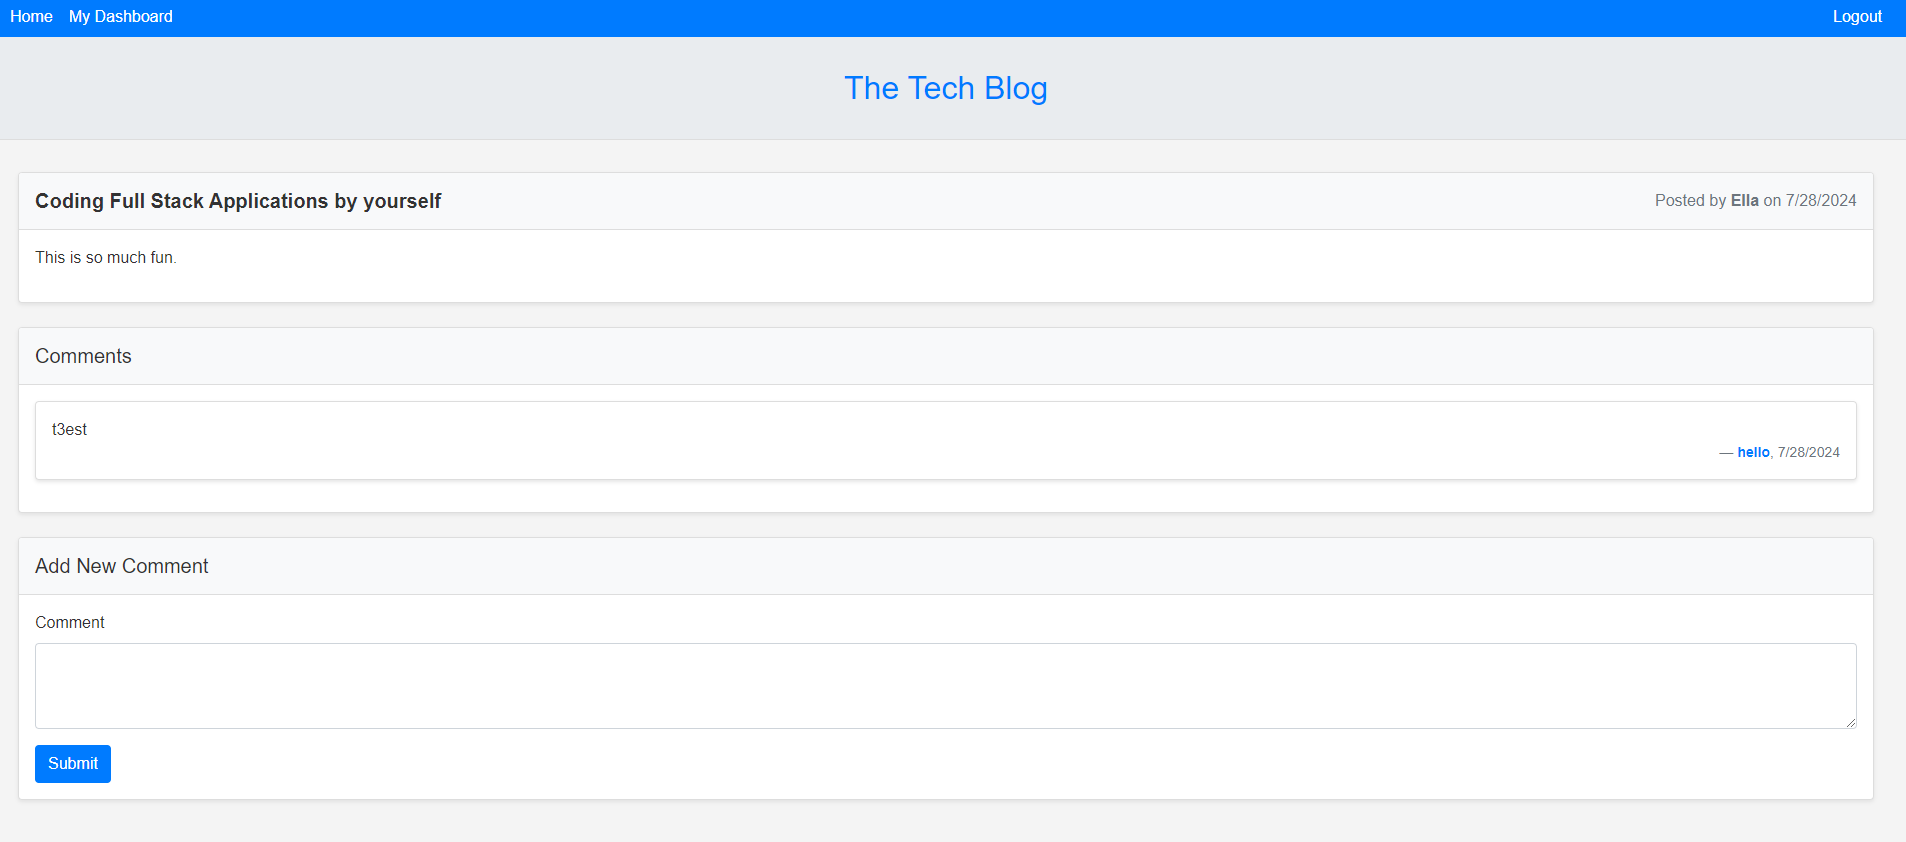 Home My Dashboard Logout
The Tech Blog
Coding Full Stack Applications by yourself Posted by Ella on 7/28/2024
This is so much fun.
Comments
t3est
— hello, 7/28/2024
Add New Comment
Comment
Submit